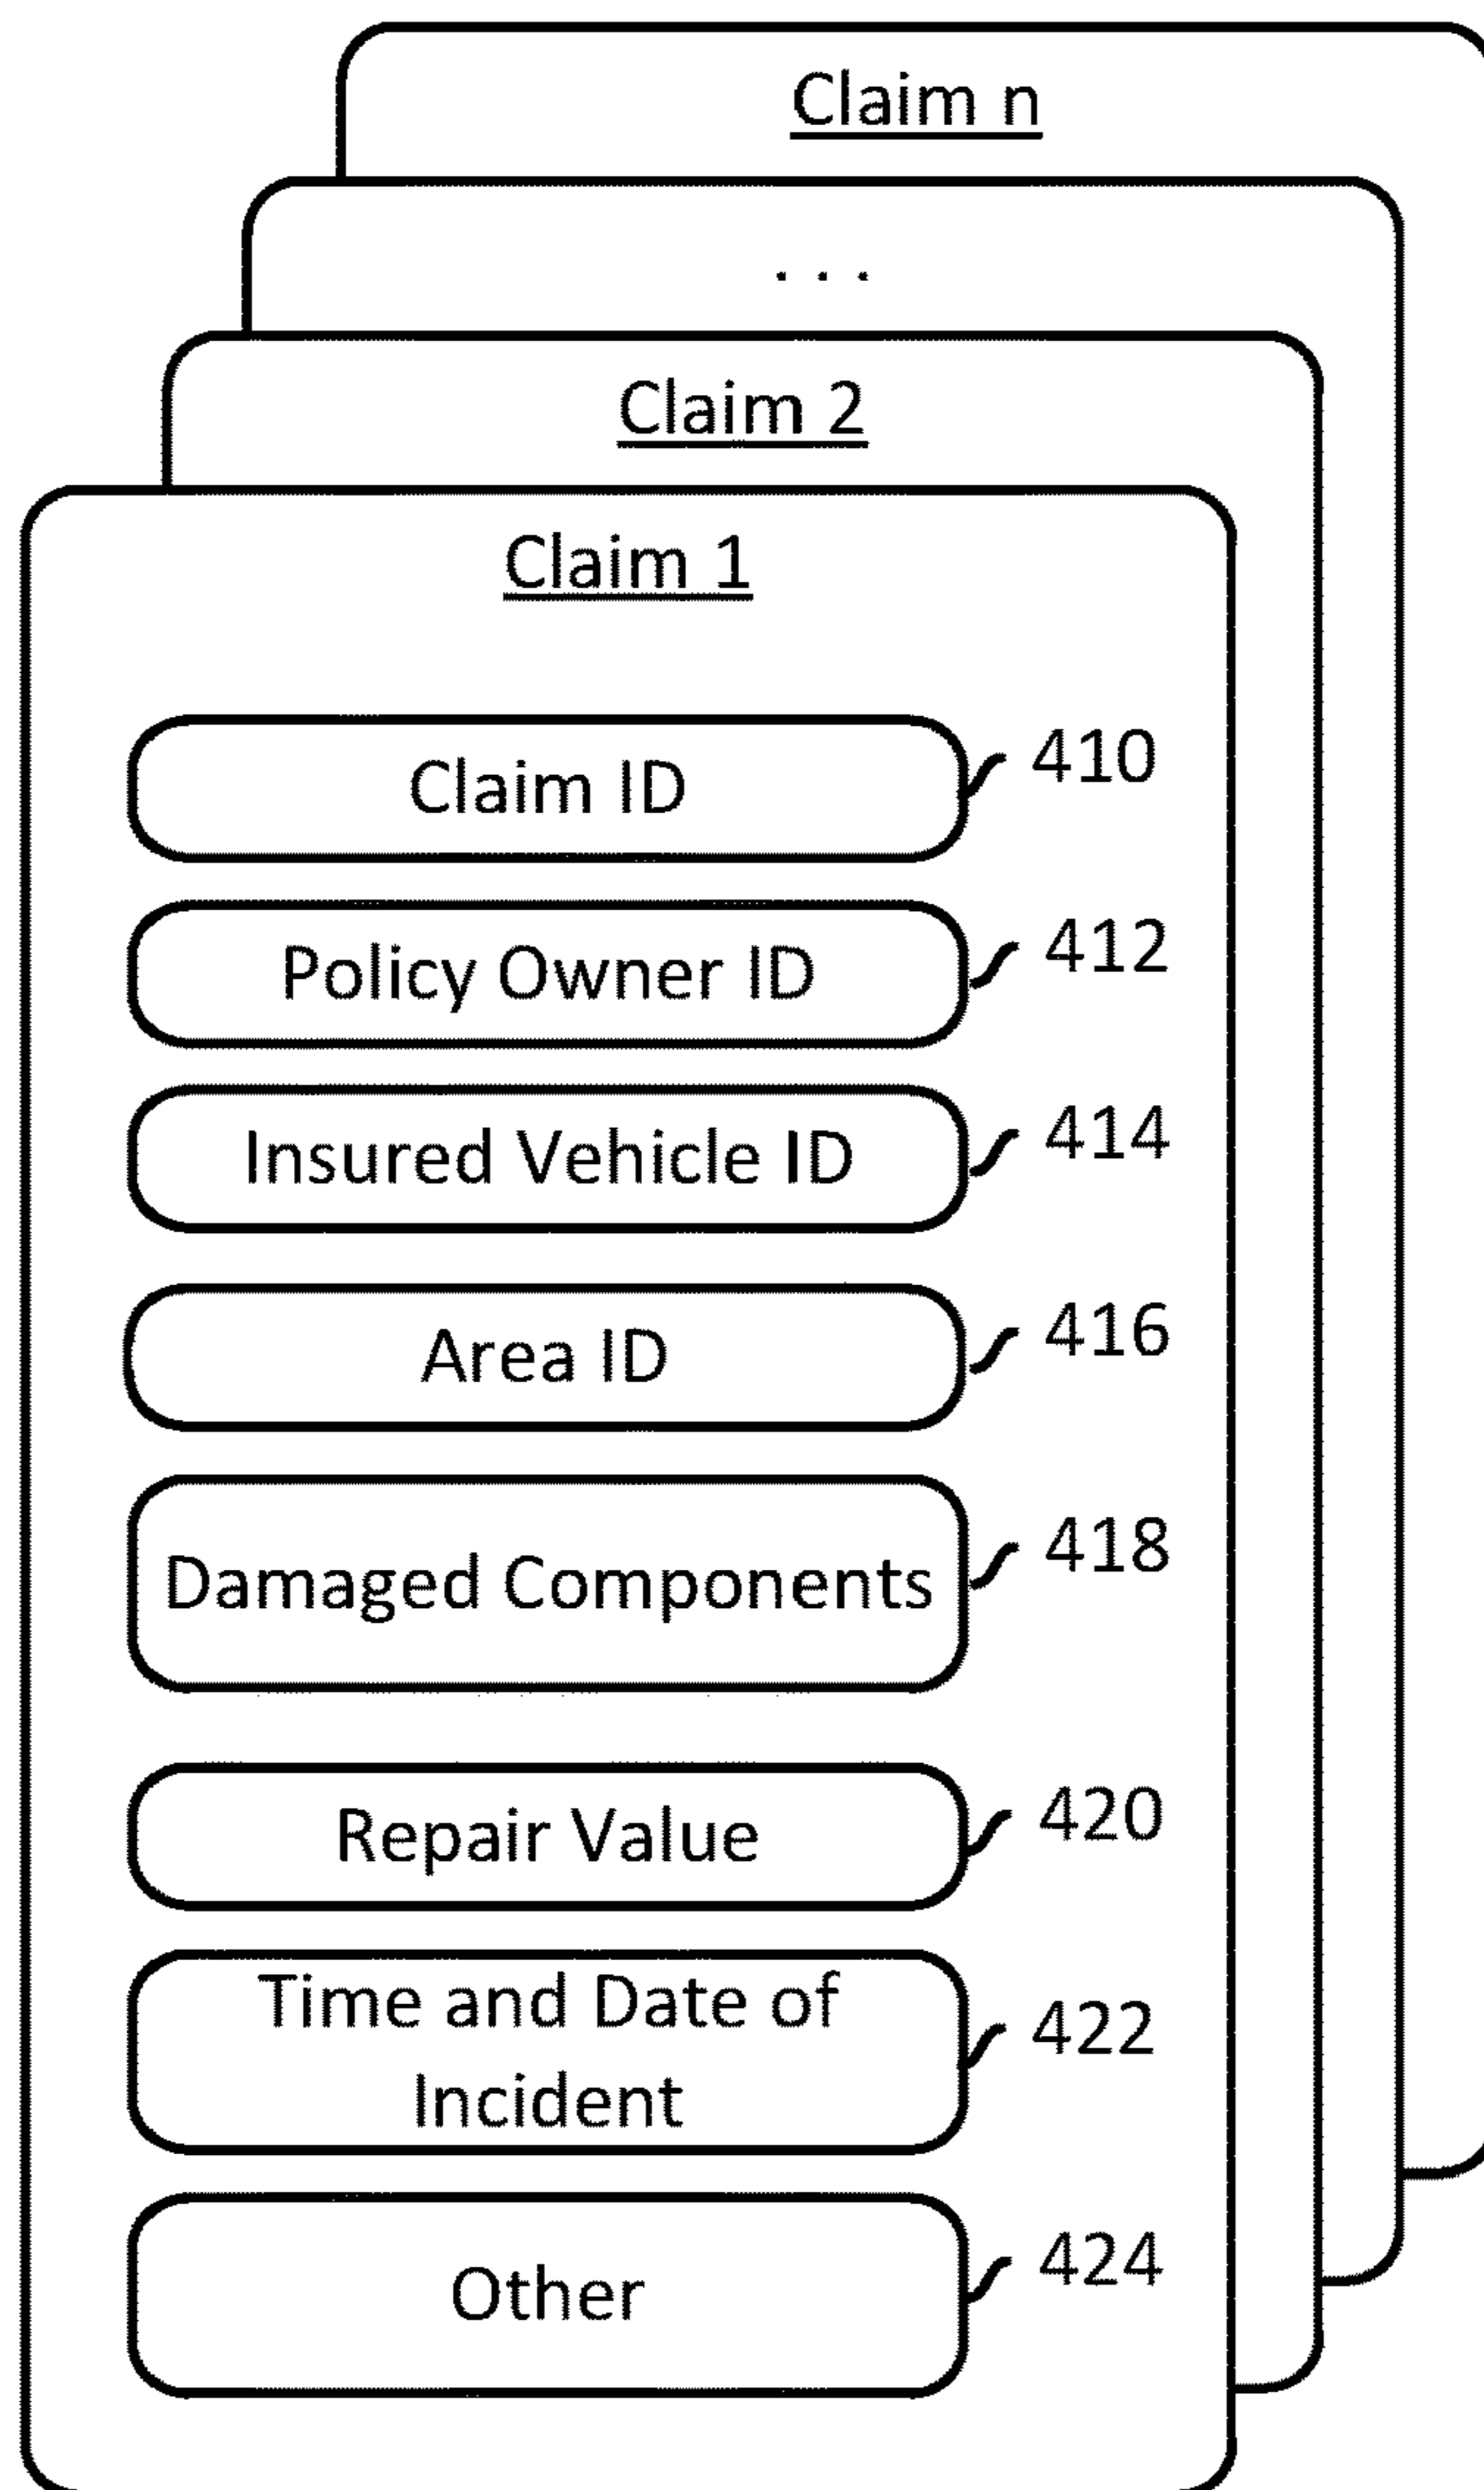 Claim n
. . .
Claim 2
Claim 1
Claim ID 410
Policy Owner ID 412
Insured Vehicle ID 414
Area ID 416
Damaged Components 418
Repair Value 420
Time and Date of
Incident 422
Other 424